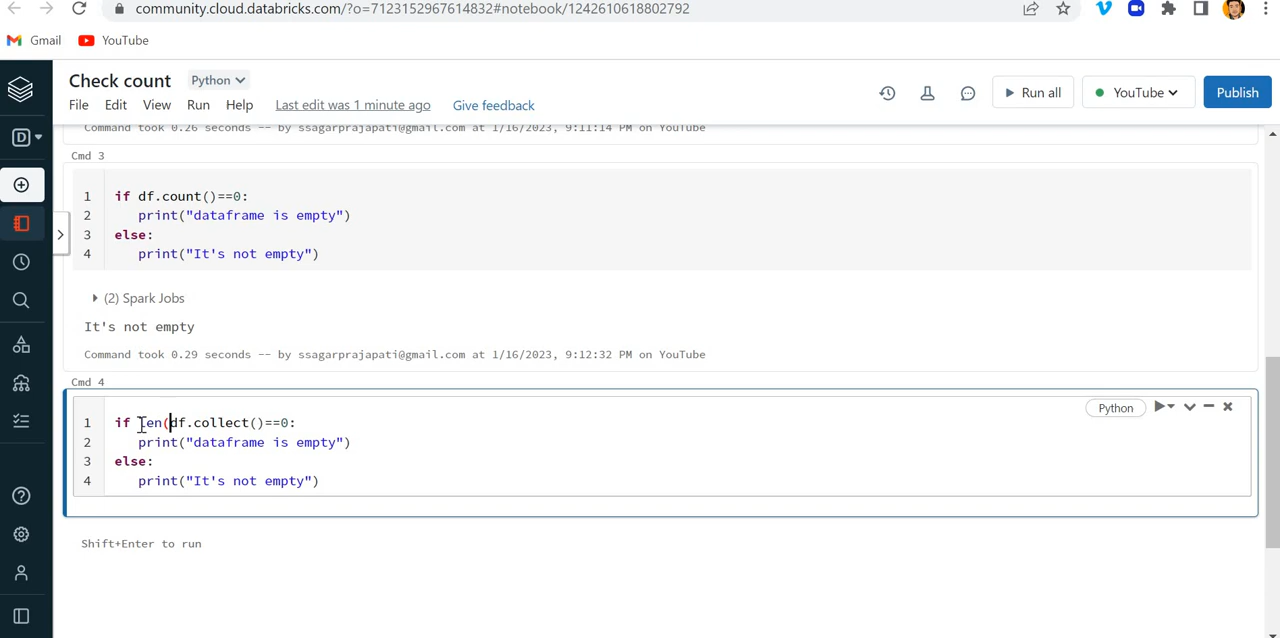 community.cloud.databricks.com/?o=7123152967614832#notebook/1242610618802792
Gmail YouTube
Check count Python
File Edit View Run Help Last edit was 1 minute ago Give feedback
Run all YouTube Publish
D
Command took 0.26 seconds -- by ssagarprajapati@gmail.com at 1/16/2023, 9:11:14 PM on YouTube
Cmd 3
1 if df.count()==0:
2 print("dataframe is empty")
3 else:
4 print("It's not empty")
(2) Spark Jobs
It's not empty
Command took 0.29 seconds -- by ssagarprajapati@gmail.com at 1/16/2023, 9:12:32 PM on YouTube
Cmd 4
Python
1 if len(df.collect()==0:
2 print("dataframe is empty")
3 else:
4 print("It's not empty")
Shift+Enter to run